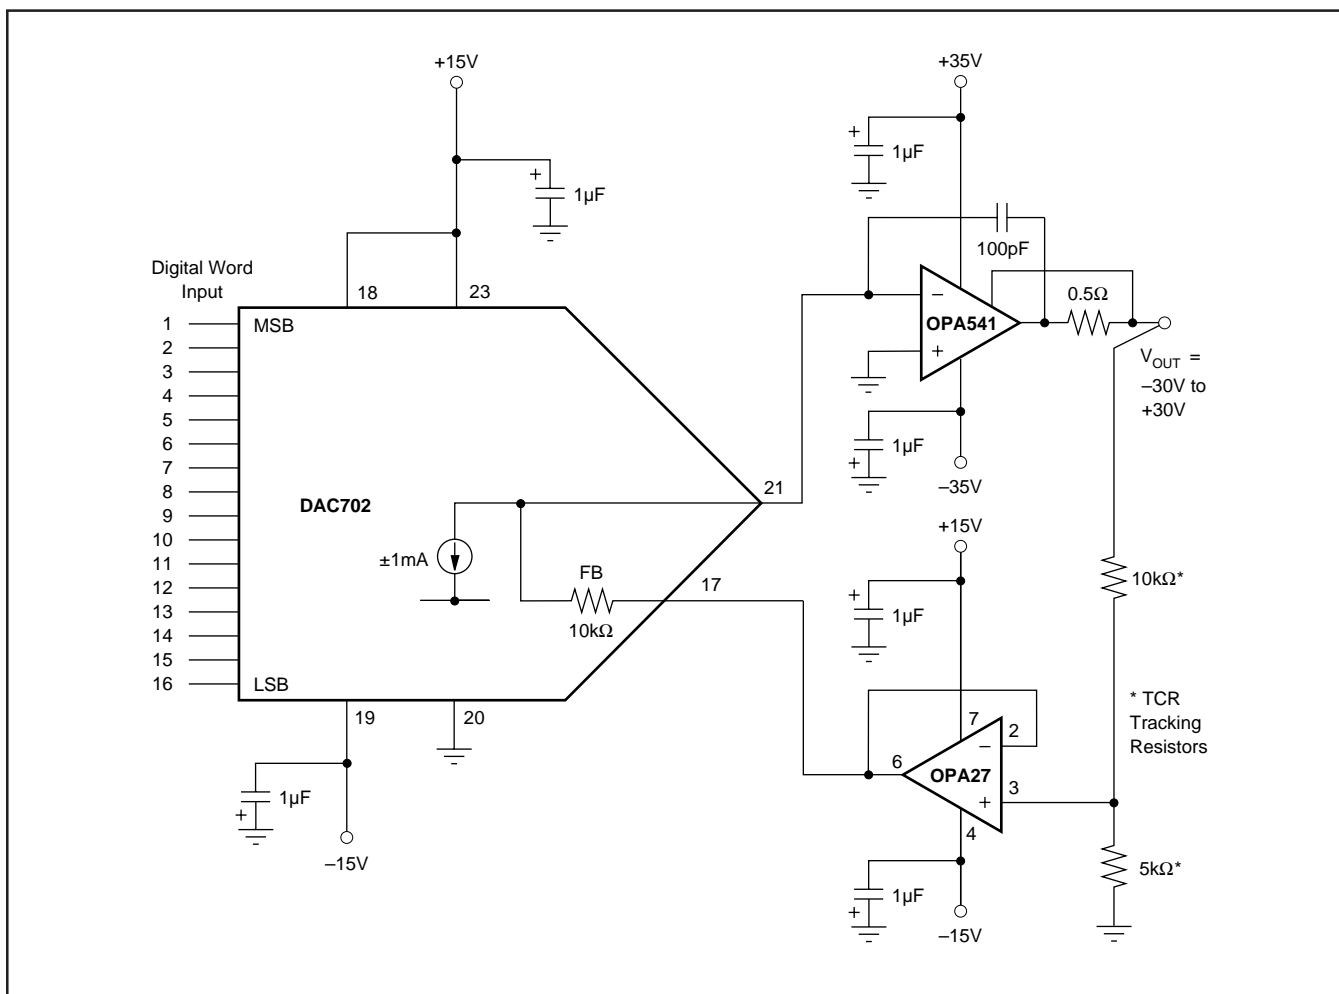 +15V
+
1µF
Digital Word
Input
18
23
1
2
3
4
5
6
7
8
9
10
11
12
13
14
15
16
MSB
DAC702
±1mA
FB
10kΩ
LSB
21
17
19
20
+
1µF
–15V
+35V
+
1µF
100pF
–
OPA541
+
0.5Ω
VOUT =
–30V to
+30V
1µF
+
–35V
+15V
+
1µF
10kΩ*
* TCR
Tracking
Resistors
7
2
–
6
OPA27
3
+
4
5kΩ*
1µF
+
–15V